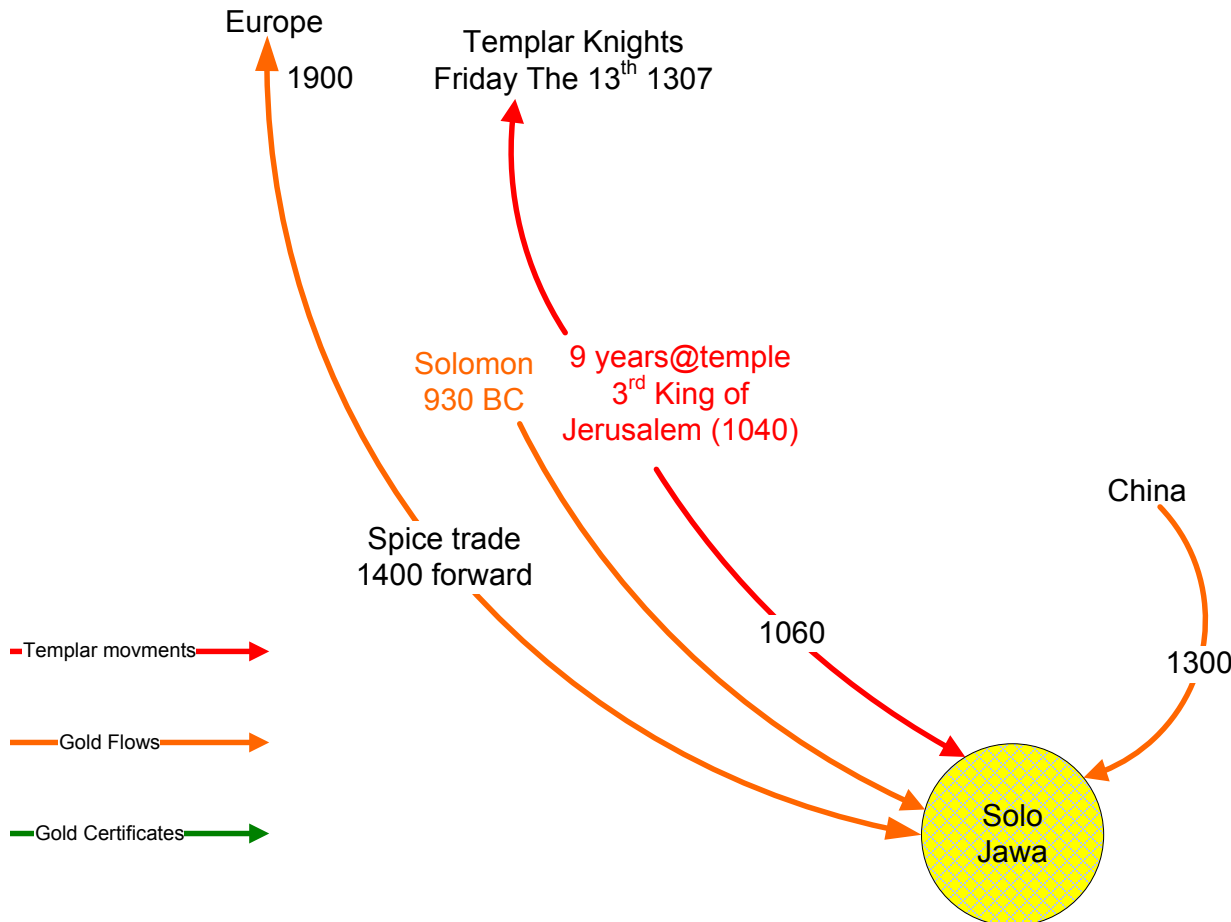 Europe
1900
Templar Knights
Friday The 13th 1307
Solomon
930 BC
9 years@temple
3rd King of
Jerusalem (1040)
China
Spice trade
1400 forward
1060
1300
Templar movments
Gold Flows
Gold Certificates
Solo
Jawa